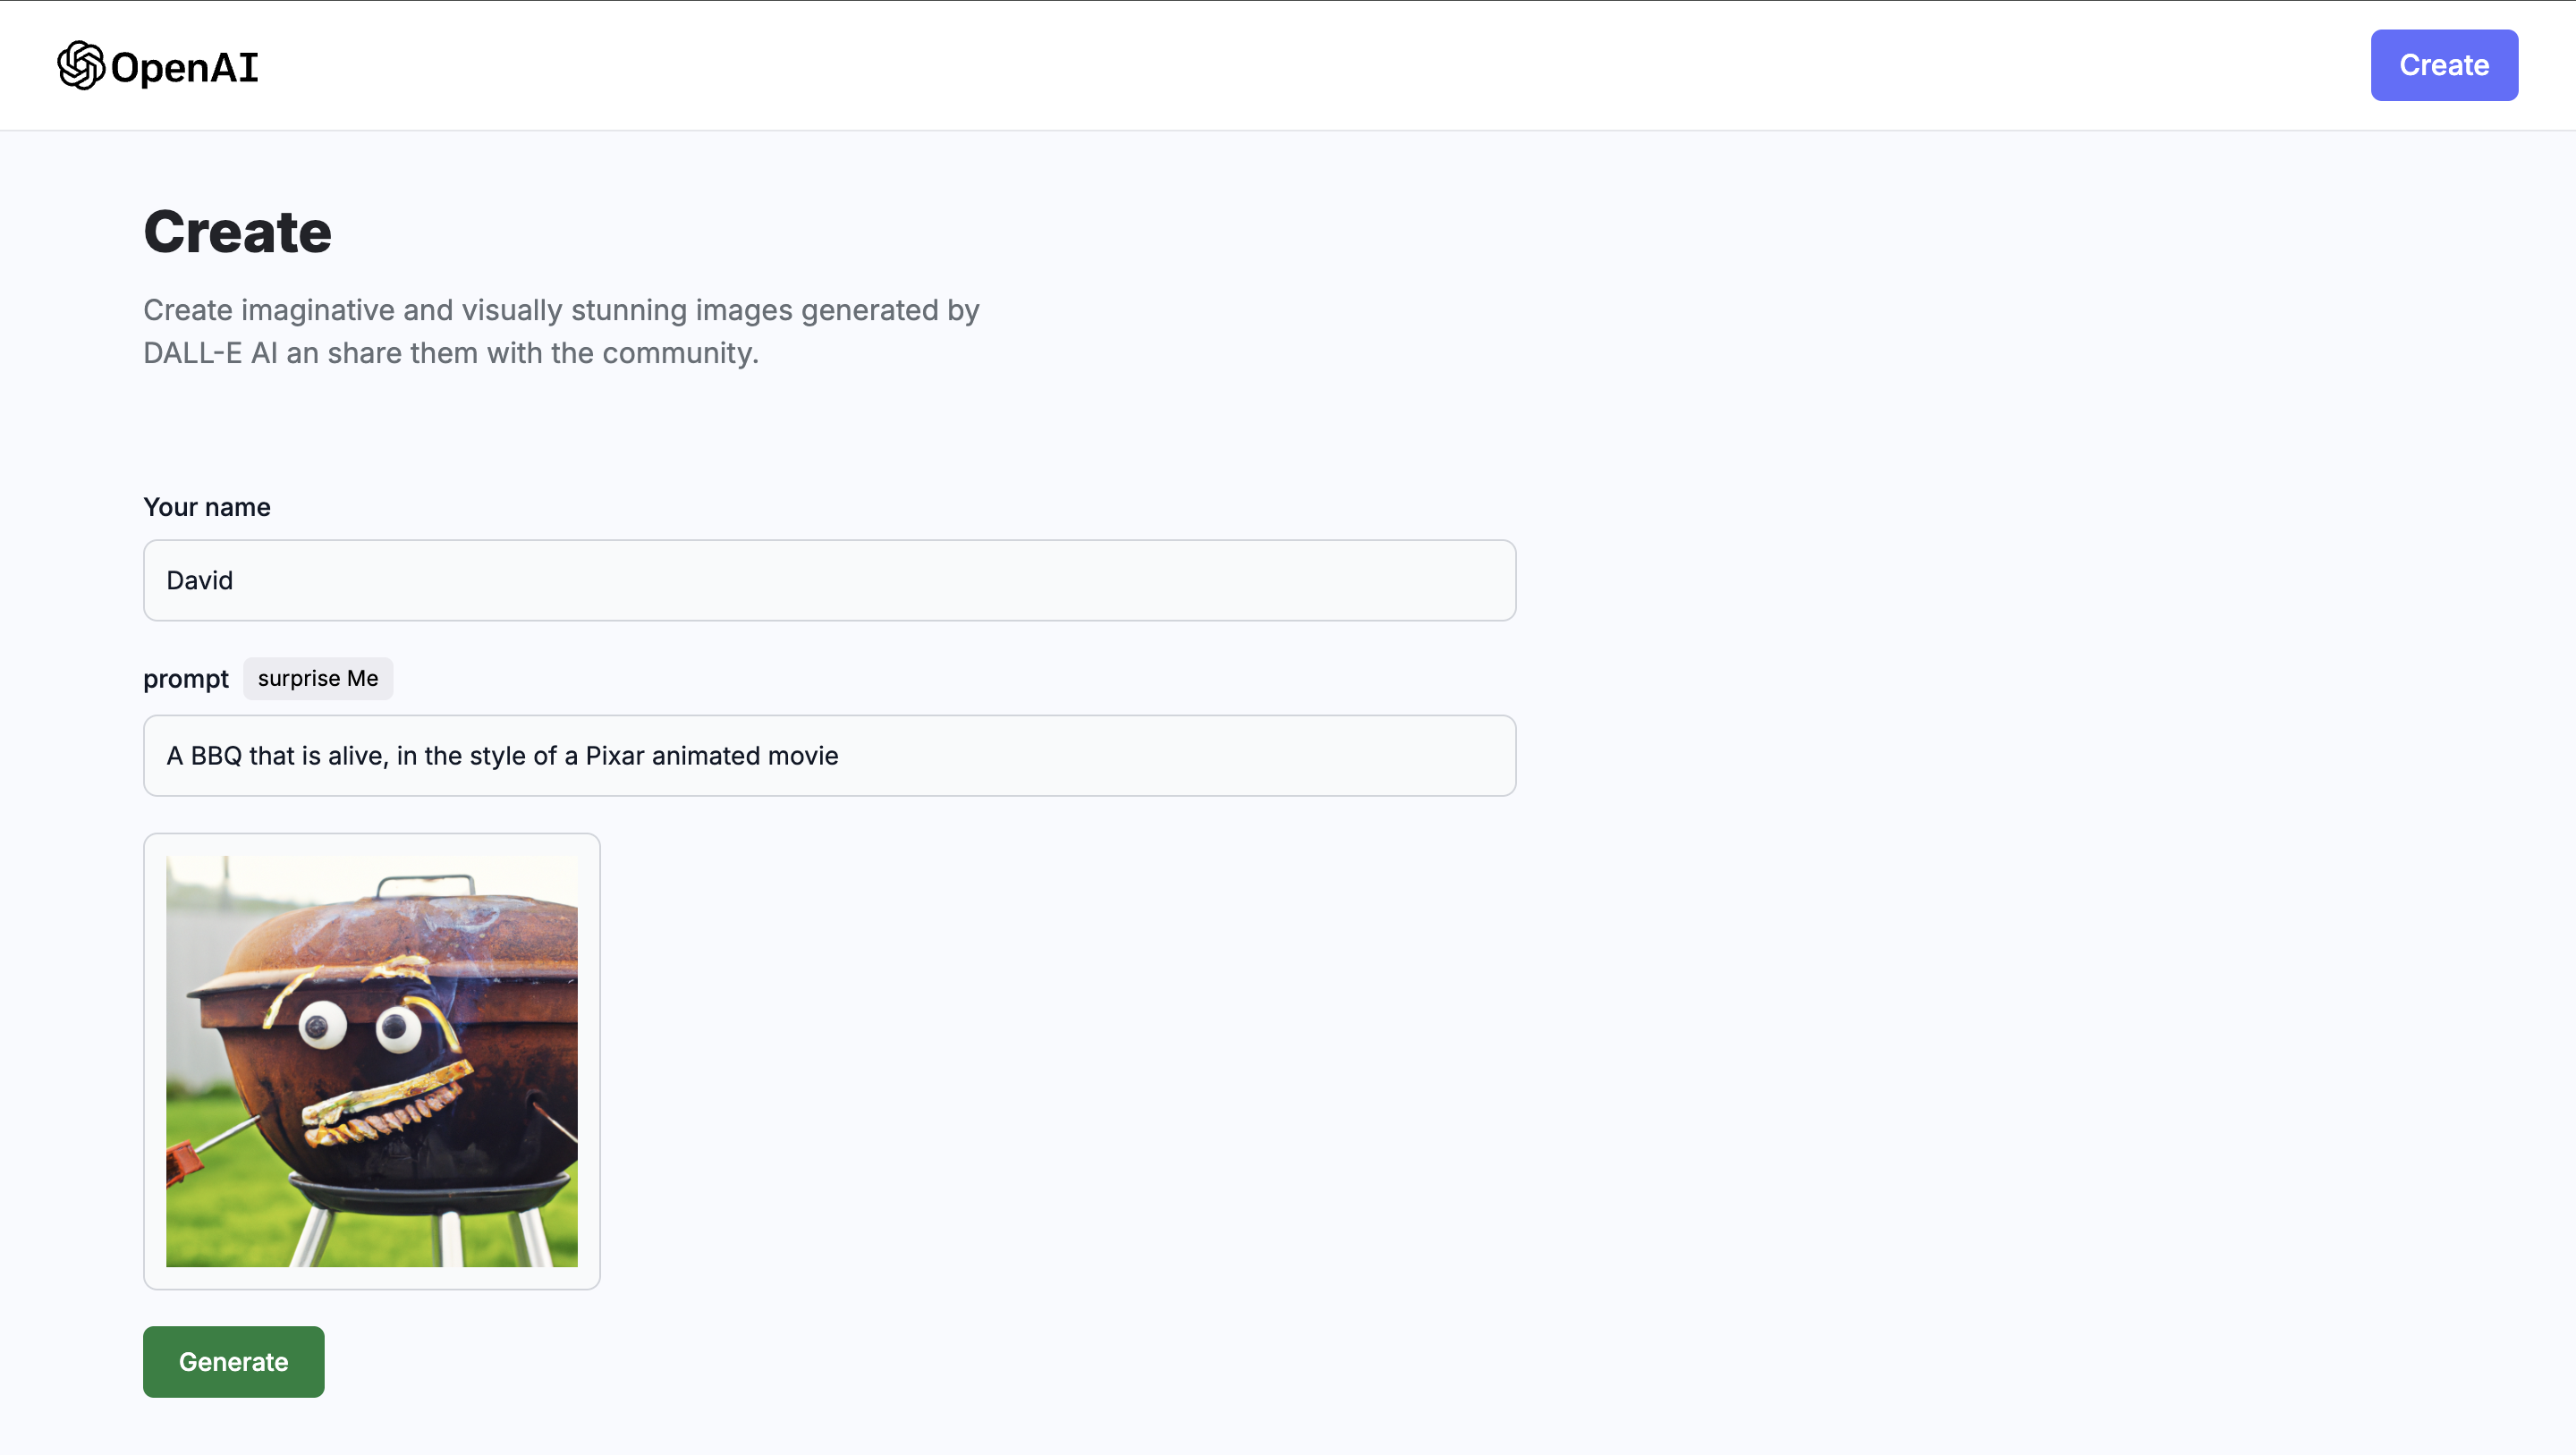 OpenAI
Create
Create
Create imaginative and visually stunning images generated by
DALL-E AI an share them with the community.
Your name
David
prompt surprise Me
A BBQ that is alive, in the style of a Pixar animated movie
Generate